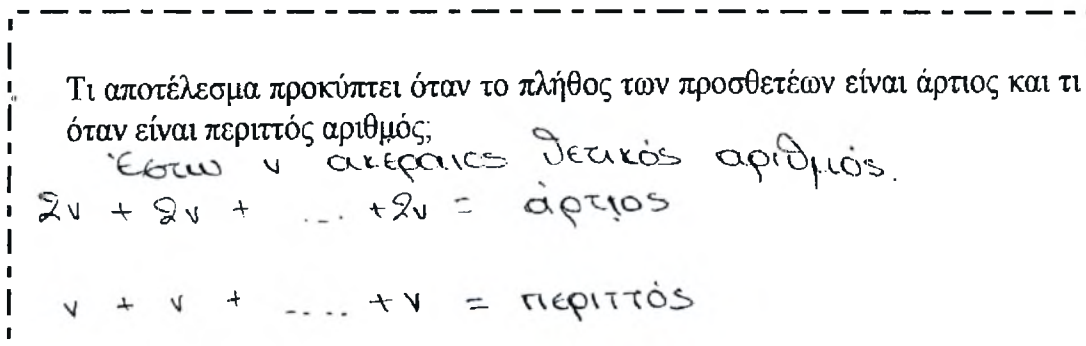 Τι αποτέλεσμα προκύπτει όταν το πλήθος των προσθετέων είναι άρτιος και τι
όταν είναι περιττός αριθμός;
Έστω ν ακέραιος θετικός αριθμός.
2ν + 2ν + ... +2ν = άρτιος
ν + ν + .... +ν = περιττός